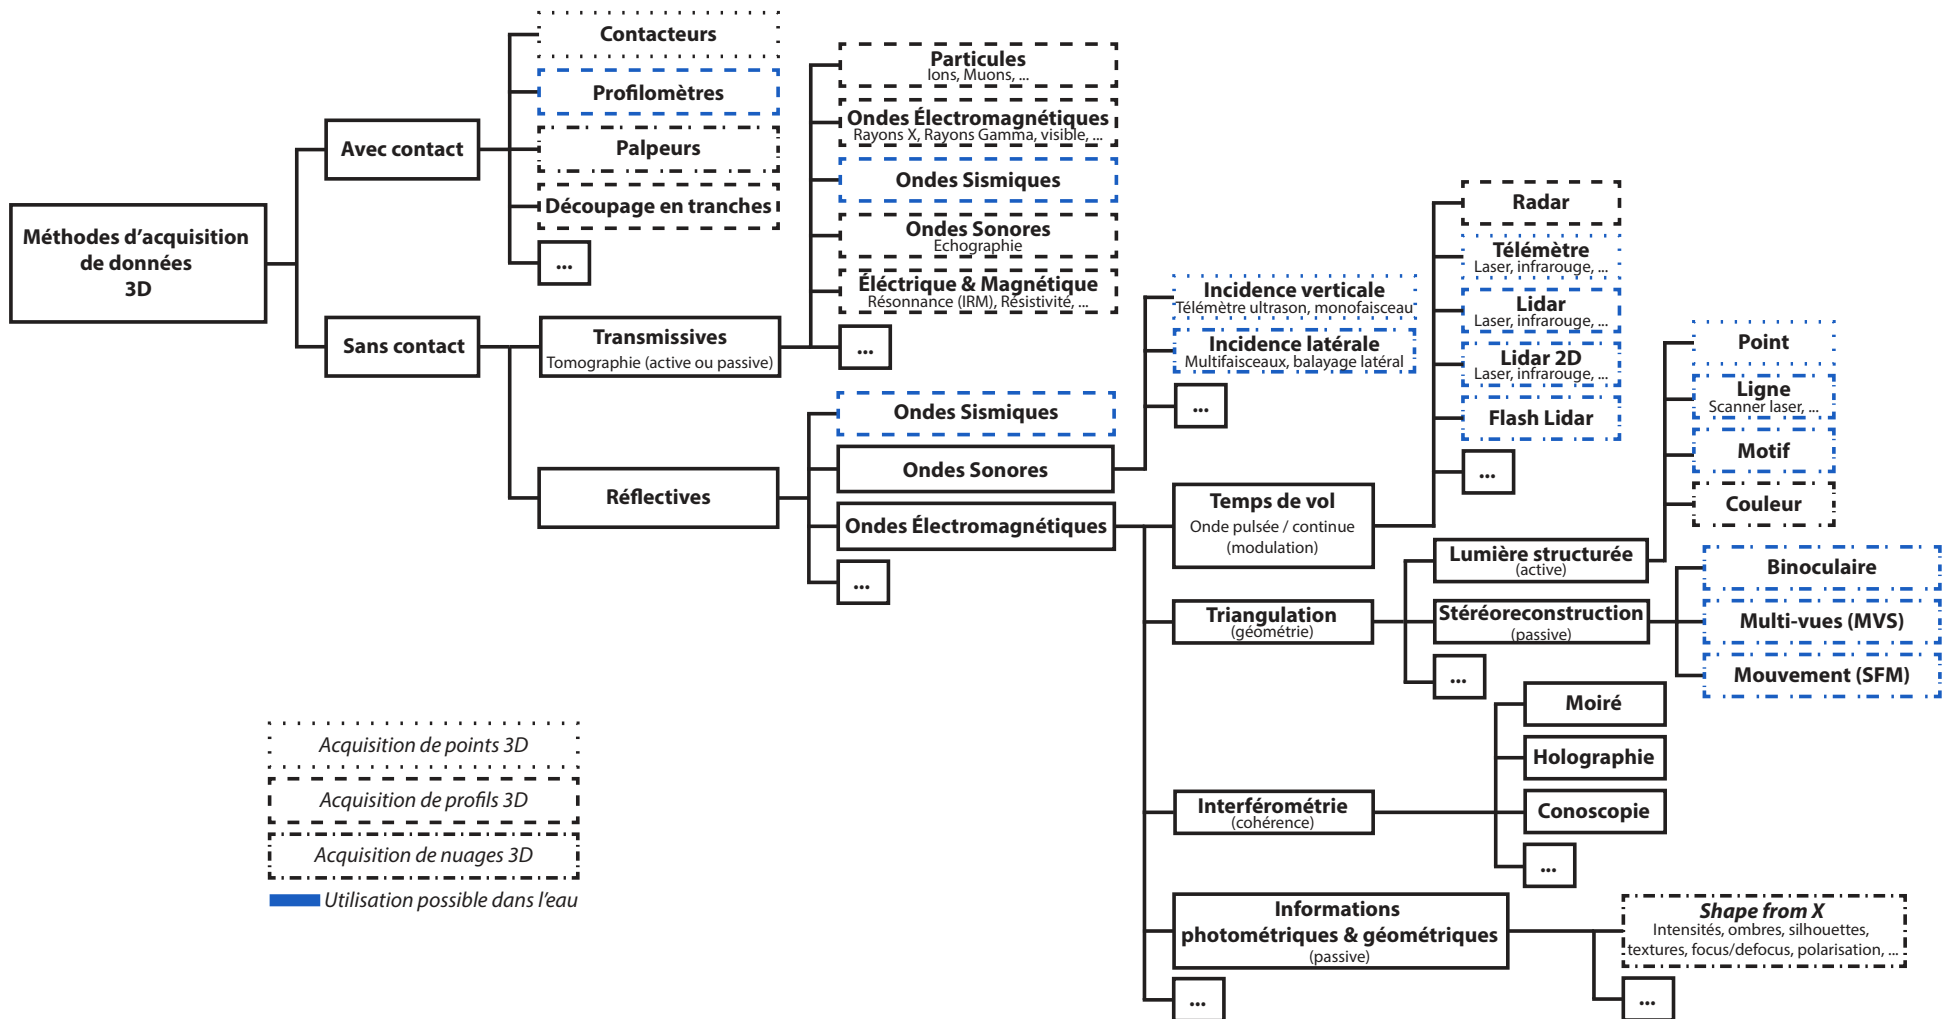 Méthodes d'acquisition
de données
3D
Avec contact
Sans contact
Contacteurs
Profilomètres
Palpeurs
Découpage en tranches
...
Transmissives
Tomographie (active ou passive)
Réflectives
Particules
Ions, Muons, ...
Ondes Électromagnétiques
Rayons X, Rayons Gamma, visible, ...
Ondes Sismiques
Ondes Sonores
Echographie
Éléctrique & Magnétique
Résonnance (IRM), Résistivité, ...
...
Ondes Sismiques
Ondes Sonores
Ondes Électromagnétiques
...
Incidence verticale
Télémètre ultrason, monofaisceau
Incidence latérale
Multifaisceaux, balayage latéral
...
Temps de vol
Onde pulsée / continue
(modulation)
Triangulation
(géométrie)
Interférométrie
(cohérence)
Informations
photométriques & géométriques
(passive)
...
Radar
Télémètre
Laser, infrarouge, ...
Lidar
Laser, infrarouge, ...
Lidar 2D
Laser, infrarouge, ...
Flash Lidar
...
Lumière structurée
(active)
Stéréoreconstruction
(passive)
...
Point
Ligne
Scanner laser, ...
Motif
Couleur
Binoculaire
Multi-vues (MVS)
Mouvement (SFM)
Moiré
Holographie
Conoscopie
...
Shape from X
Intensités, ombres, silhouettes,
textures, focus/defocus, polarisation, ...
...
Acquisition de points 3D
Acquisition de profils 3D
Acquisition de nuages 3D
Utilisation possible dans l'eau